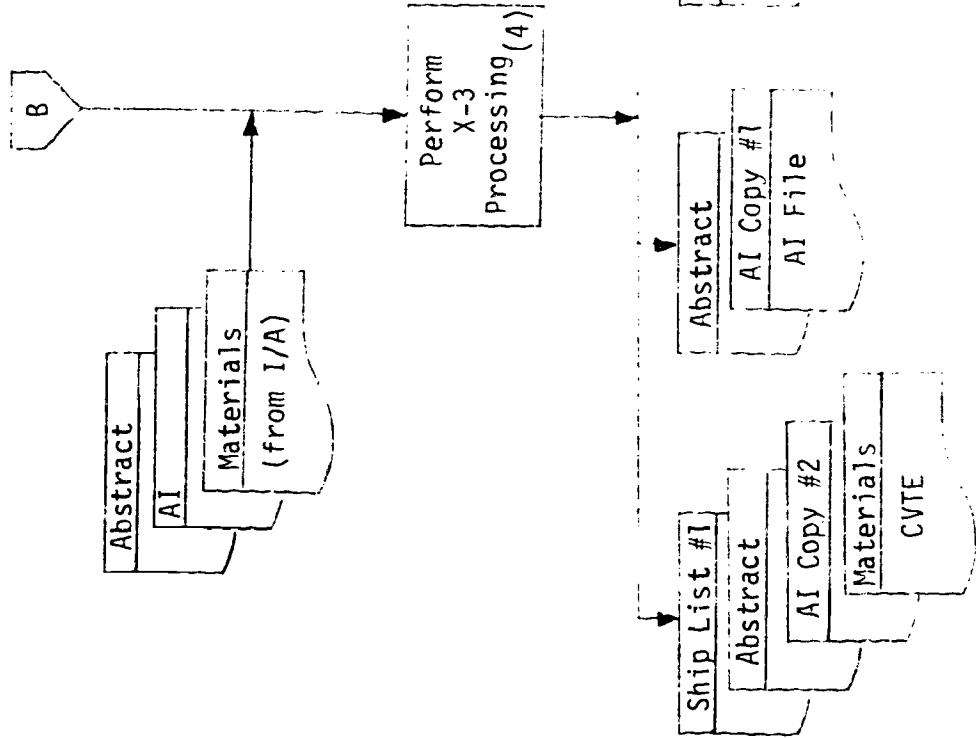 B
Abstract
AI
Materials
(from I/A)
Perform
X-3
Processing(4)
Ship List #1
Abstract
AI Copy #2
Materials
CVTE
Abstract
AI Copy #1
AI File